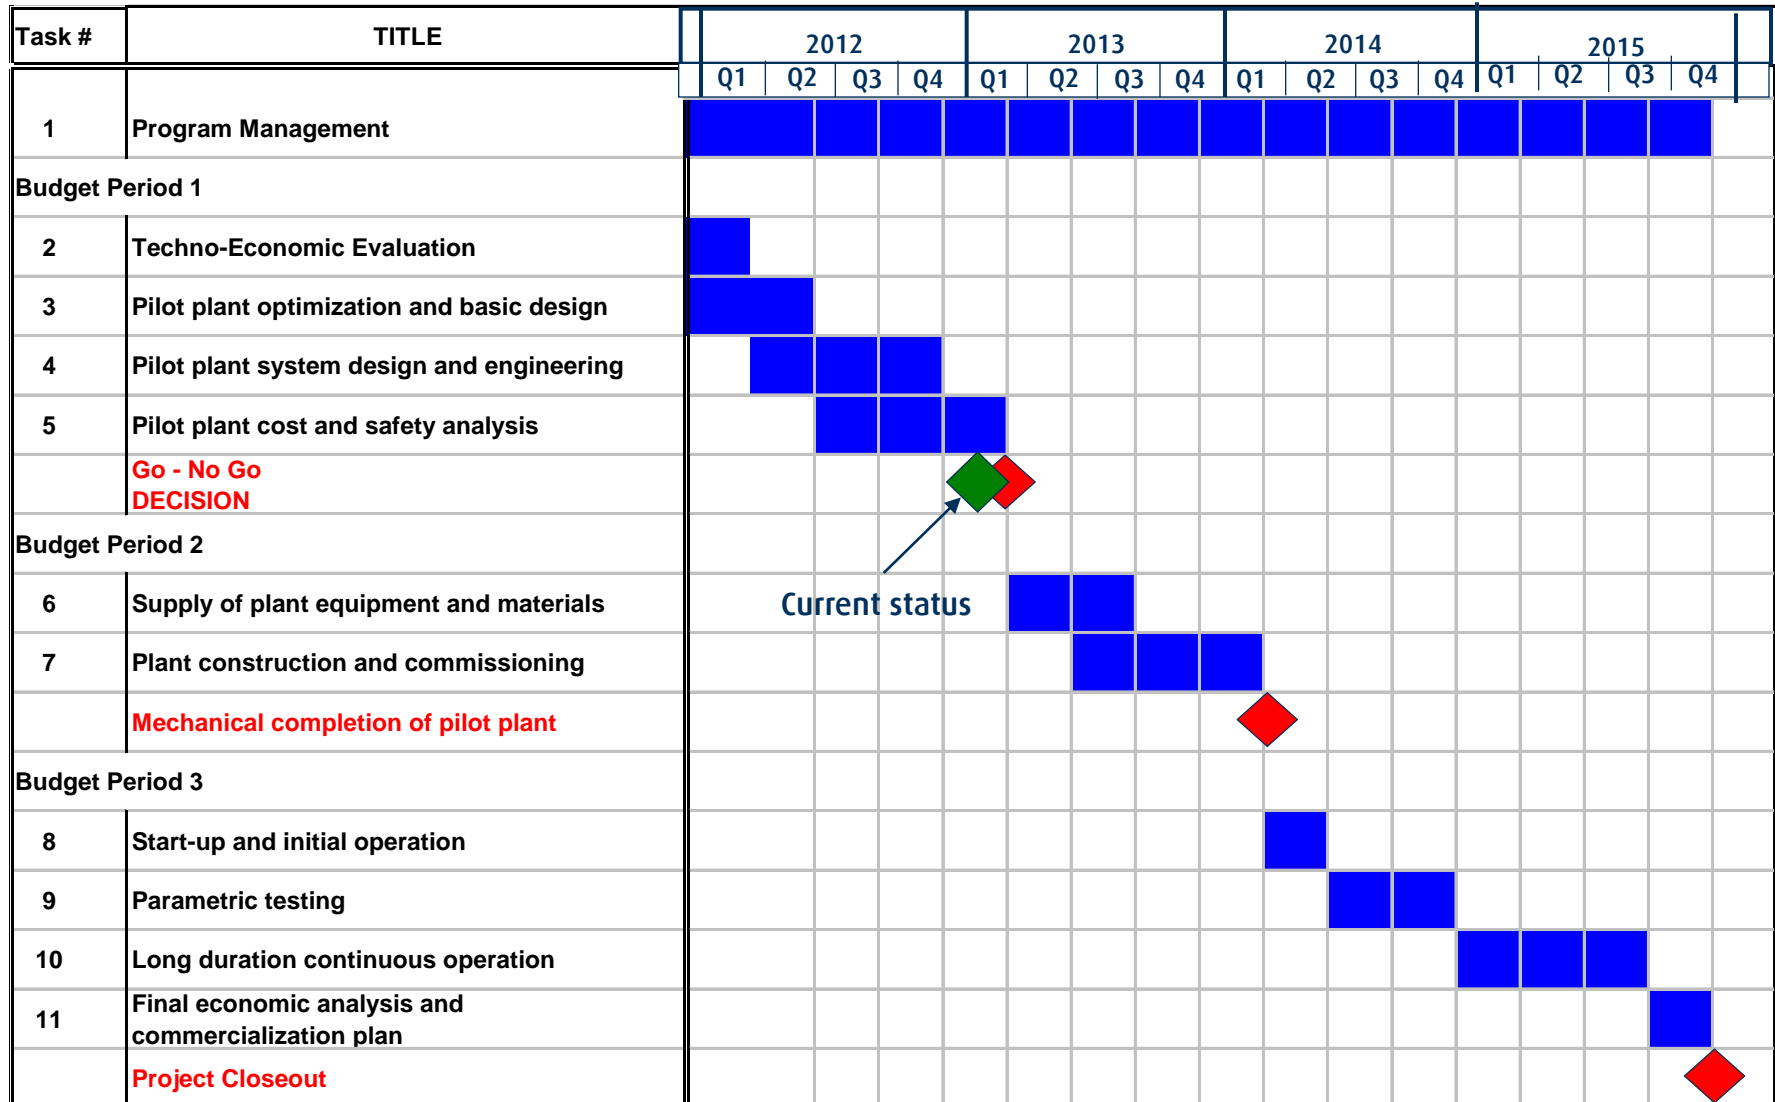 Task # TITLE 2012 2013 2014 2015
Q1 Q2 Q3 Q4 Q1 Q2 Q3 Q4 Q1 Q2 Q3 Q4 Q1 Q2 Q3 Q4
1 Program Management
Budget Period 1
2 Techno-Economic Evaluation
3 Pilot plant optimization and basic design
4 Pilot plant system design and engineering
5 Pilot plant cost and safety analysis
Go - No Go
DECISION
Budget Period 2
6 Supply of plant equipment and materials
Current status
7 Plant construction and commissioning
Mechanical completion of pilot plant
Budget Period 3
8 Start-up and initial operation
9 Parametric testing
10 Long duration continuous operation
11 Final economic analysis and
commercialization plan
Project Closeout